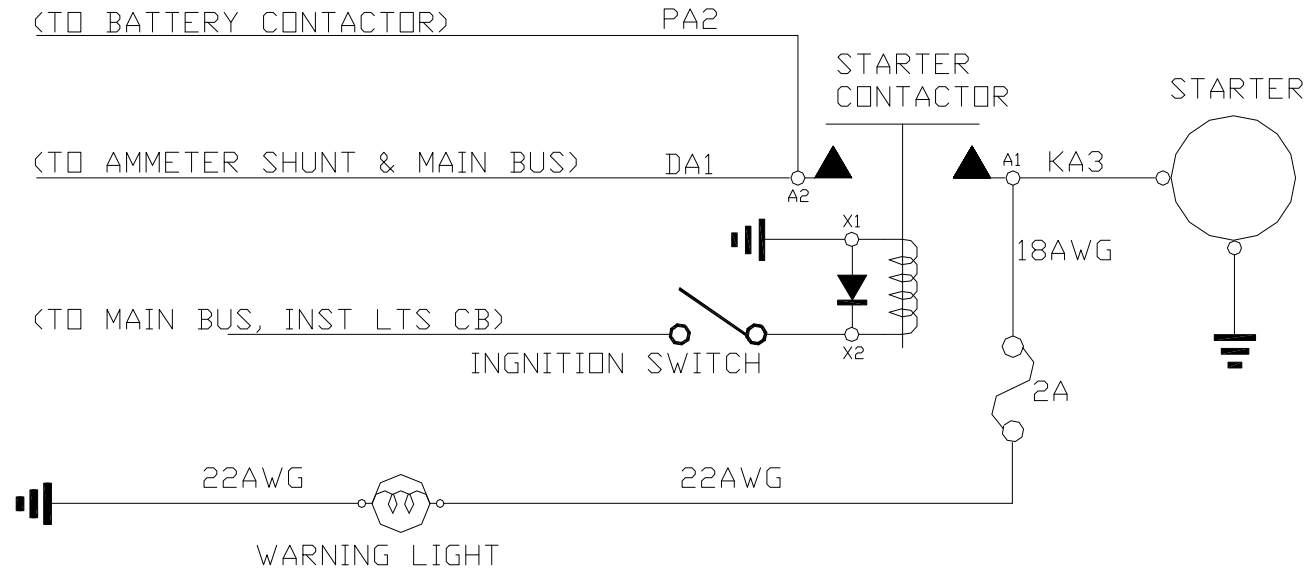 (TO BATTERY CONTACTOR)
PA2
STARTER
CONTACTOR
STARTER
(TO AMMETER SHUNT & MAIN BUS)
DA1
A2
A1
KA3
X1
18AWG
(TO MAIN BUS, INST LTS CB)
X2
INGNITION SWITCH
2A
22AWG
22AWG
WARNING LIGHT